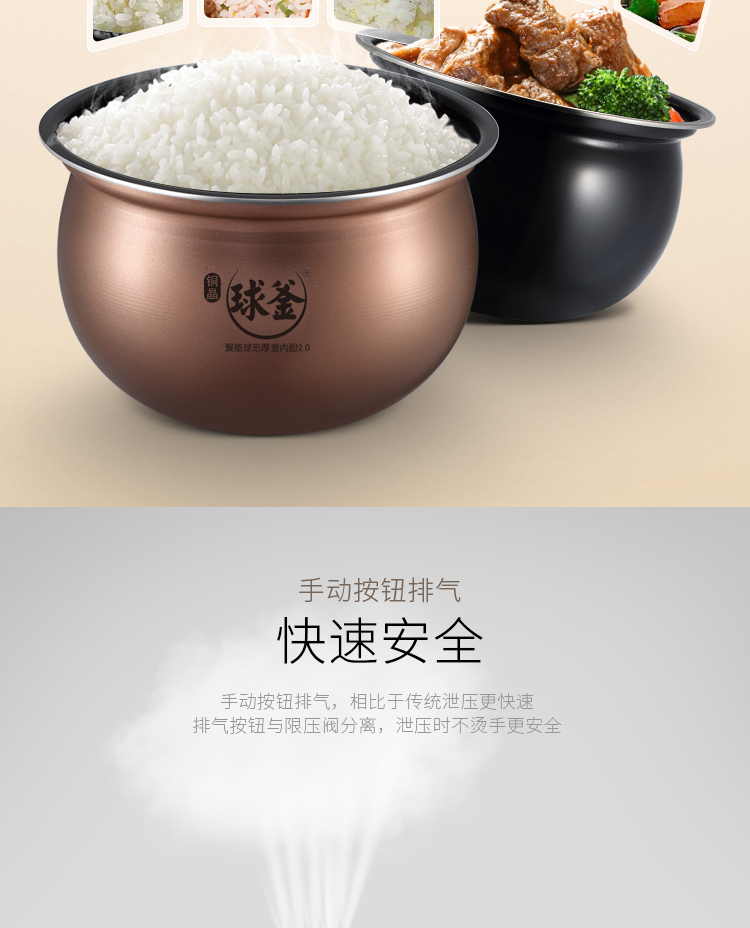 铜晶
球釜
聚能球形厚釜内胆2.0
手动按钮排气
快速安全
手动按钮排气，相比于传统泄压更快速
排气按钮与限压阀分离，泄压时不烫手更安全